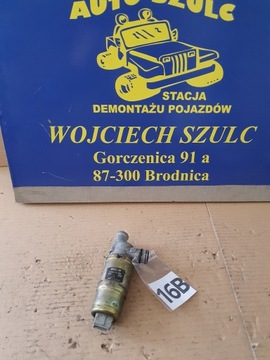 AUTO SZULC
STACJA
DEMONTAŻU POJAZDÓW
WOJCIECH SZULC
Gorczenica 91 a
87-300 Brodnica
16B